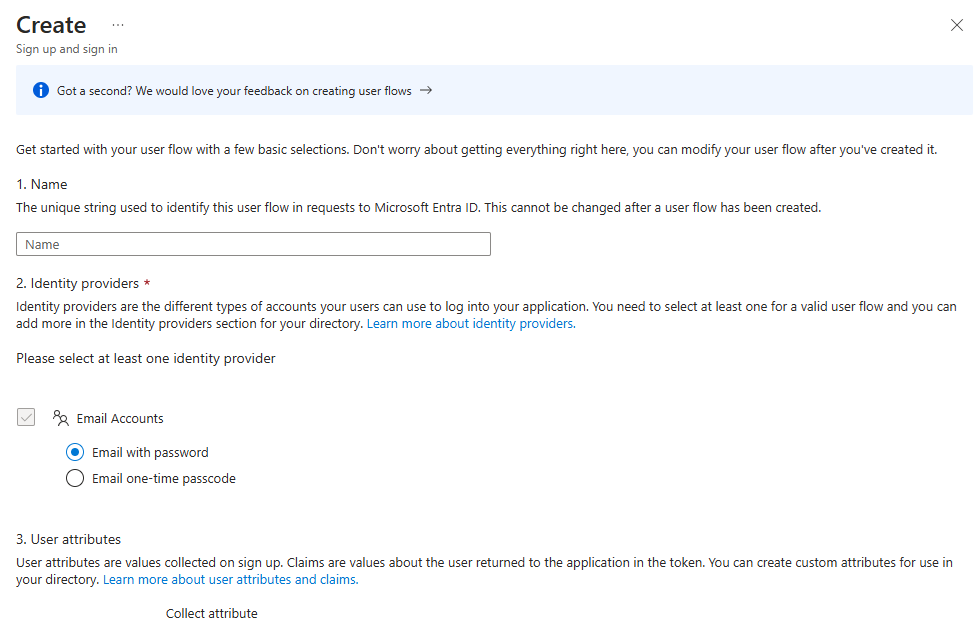 Create ...
Sign up and sign in
Got a second? We would love your feedback on creating user flows →
Get started with your user flow with a few basic selections. Don't worry about getting everything right here, you can modify your user flow after you've created it.
1. Name
The unique string used to identify this user flow in requests to Microsoft Entra ID. This cannot be changed after a user flow has been created.
Name
2. Identity providers *
Identity providers are the different types of accounts your users can use to log into your application. You need to select at least one for a valid user flow and you can
add more in the Identity providers section for your directory. Learn more about identity providers.
Please select at least one identity provider
Email Accounts
Email with password
Email one-time passcode
3. User attributes
User attributes are values collected on sign up. Claims are values about the user returned to the application in the token. You can create custom attributes for use in
your directory. Learn more about user attributes and claims.
Collect attribute